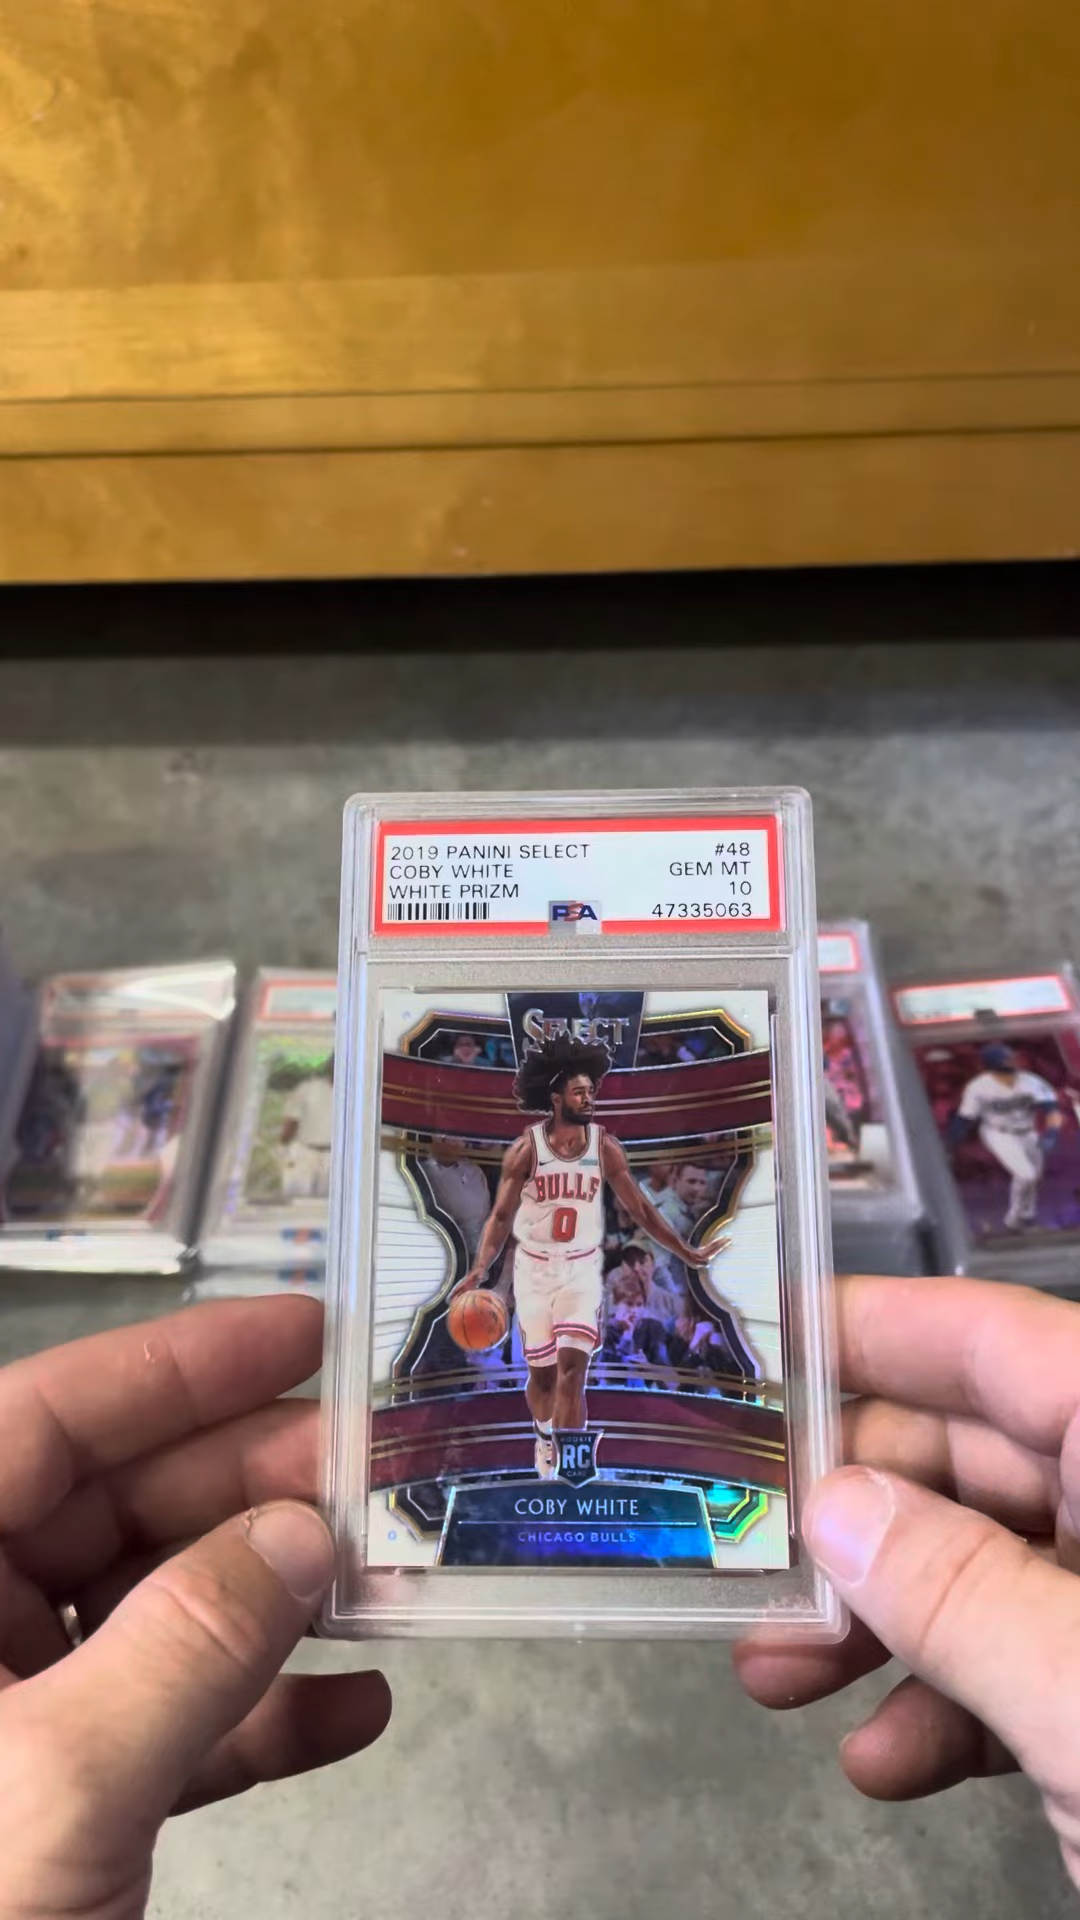 2019 PANINI SELECT #48
COBY WHITE GEM MT
WHITE PRIZM 10
PSA 47335063
SELECT
BULLS
0
ROOKIE
RC
CARD
COBY WHITE
CHICAGO BULLS